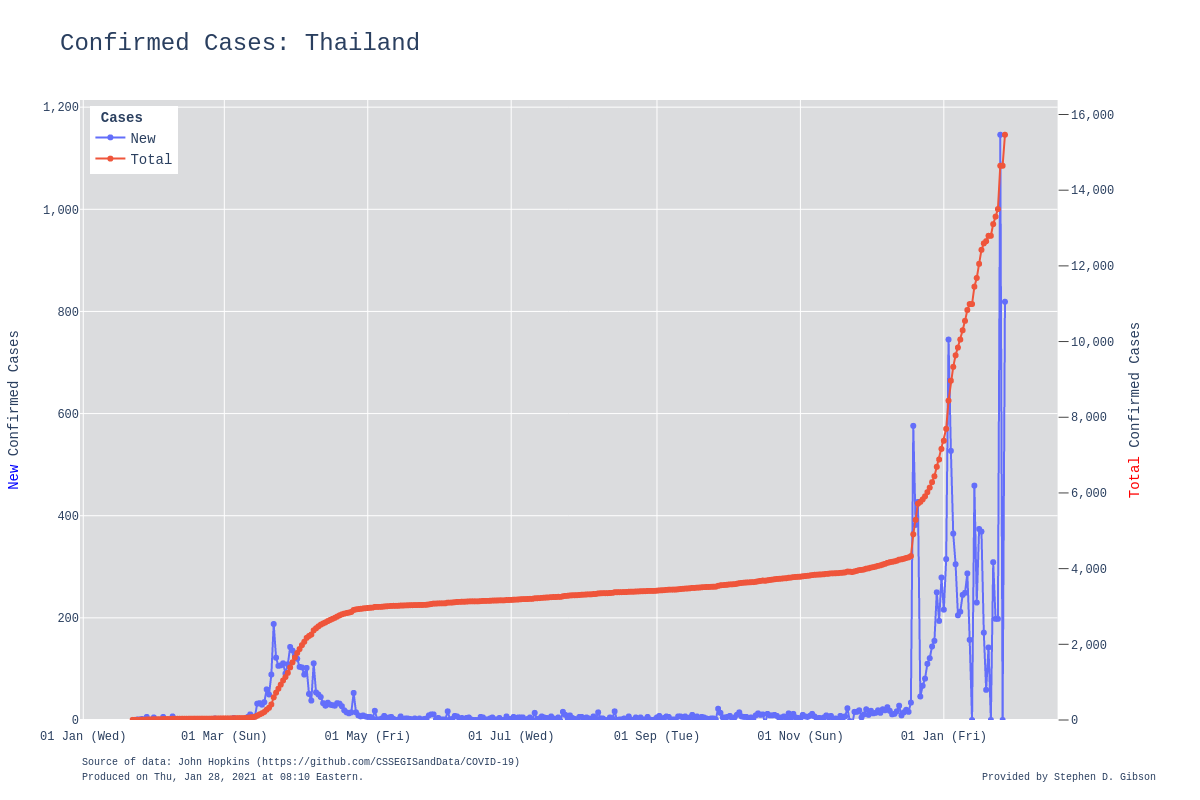 Confirmed Cases: Thailand
Cases
New
Total
1,200
1,000
800
600
400
200
0
New Confirmed Cases
16,000
14,000
12,000
10,000
8,000
6,000
4,000
2,000
0
Total Confirmed Cases
01 Jan (Wed)
01 Mar (Sun)
01 May (Fri)
01 Jul (Wed)
01 Sep (Tue)
01 Nov (Sun)
01 Jan (Fri)
Source of data: John Hopkins (https://github.com/CSSEGISandData/COVID-19)
Produced on Thu, Jan 28, 2021 at 08:10 Eastern.
Provided by Stephen D. Gibson